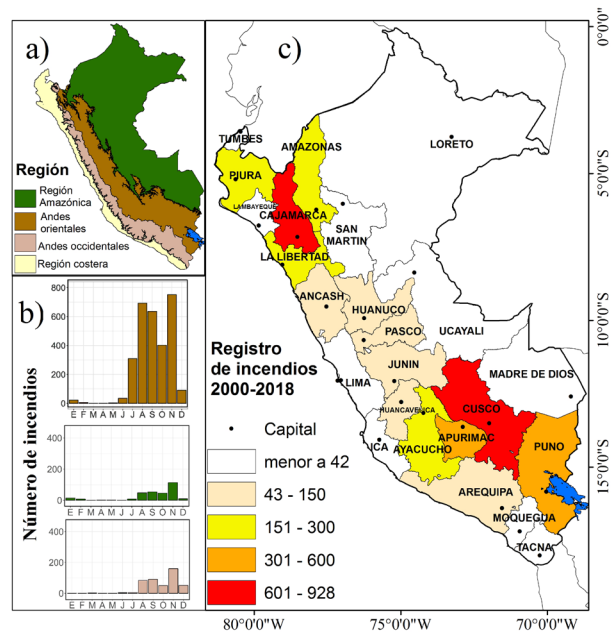 a)
Región
Región
Amazónica
Andes
orientales
Andes occidentales
Región costera
b)
Número de incendios
800
600
400
200
0
E F M A M J J A S O N D
400
200
0
E F M A M J J A S O N D
400
200
0
E F M A M J J A S O N D
c)
TUMBES
AMAZONAS
LORETO
PIURA
LAMBAYEQUE
CAJAMARCA
SAN
MARTIN
LA LIBERTAD
ANCASH
HUANUCO
PASCO
UCAYALI
JUNIN
LIMA
MADRE DE DIOS
HUANCAVELICA
CUSCO
ICA
APURIMAC
AYACUCHO
PUNO
AREQUIPA
MOQUEGUA
TACNA
Registro
de incendios
2000-2018
Capital
menor a 42
43 - 150
151 - 300
301 - 600
601 - 928
80°0'0"W
75°0'0"W
70°0'0"W
0°0'0"
5°0'0"S
10°0'0"S
15°0'0"S